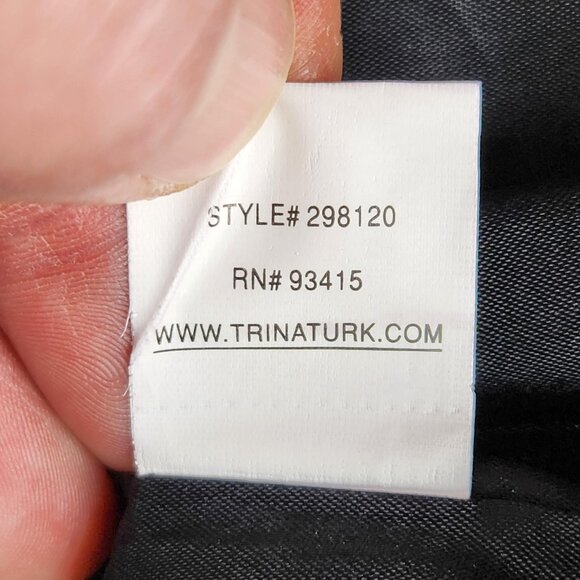 STYLE# 298120
RN# 93415
WWW.TRINATURK.COM